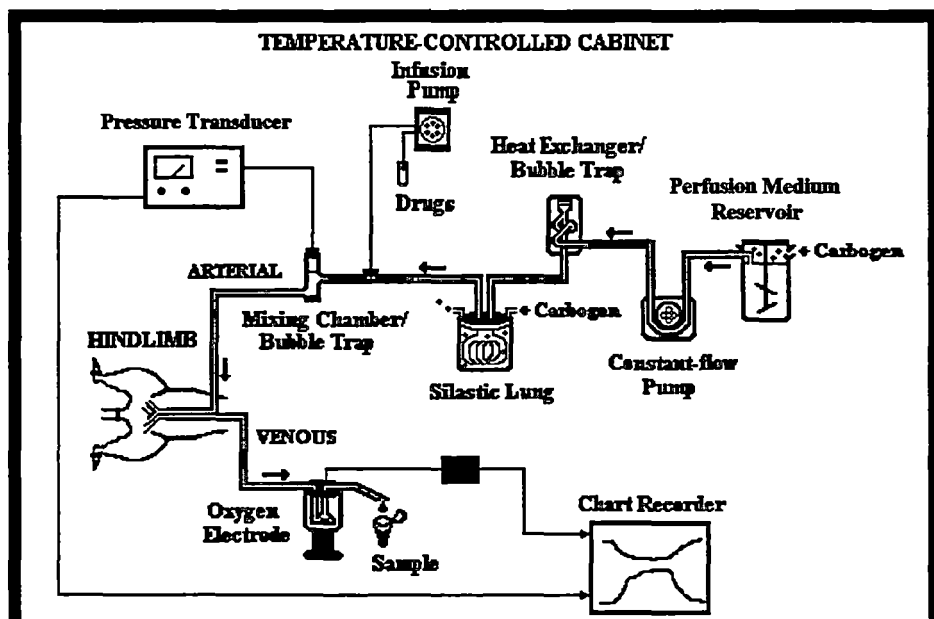 TEMPERATURE-CONTROLLED CABINET
Infusion
Pump
Pressure Transducer
Heat Exchanger/
Bubble Trap
Perfusion Medium
Reservoir
Drugs
+ Carbogen
ARTERIAL
Mixing Chamber/
Bubble Trap
+ Carbogen
HINDLIMB
Constant-flow
Pump
Silastic Lung
VENOUS
Oxygen
Electrode
Chart Recorder
Sample